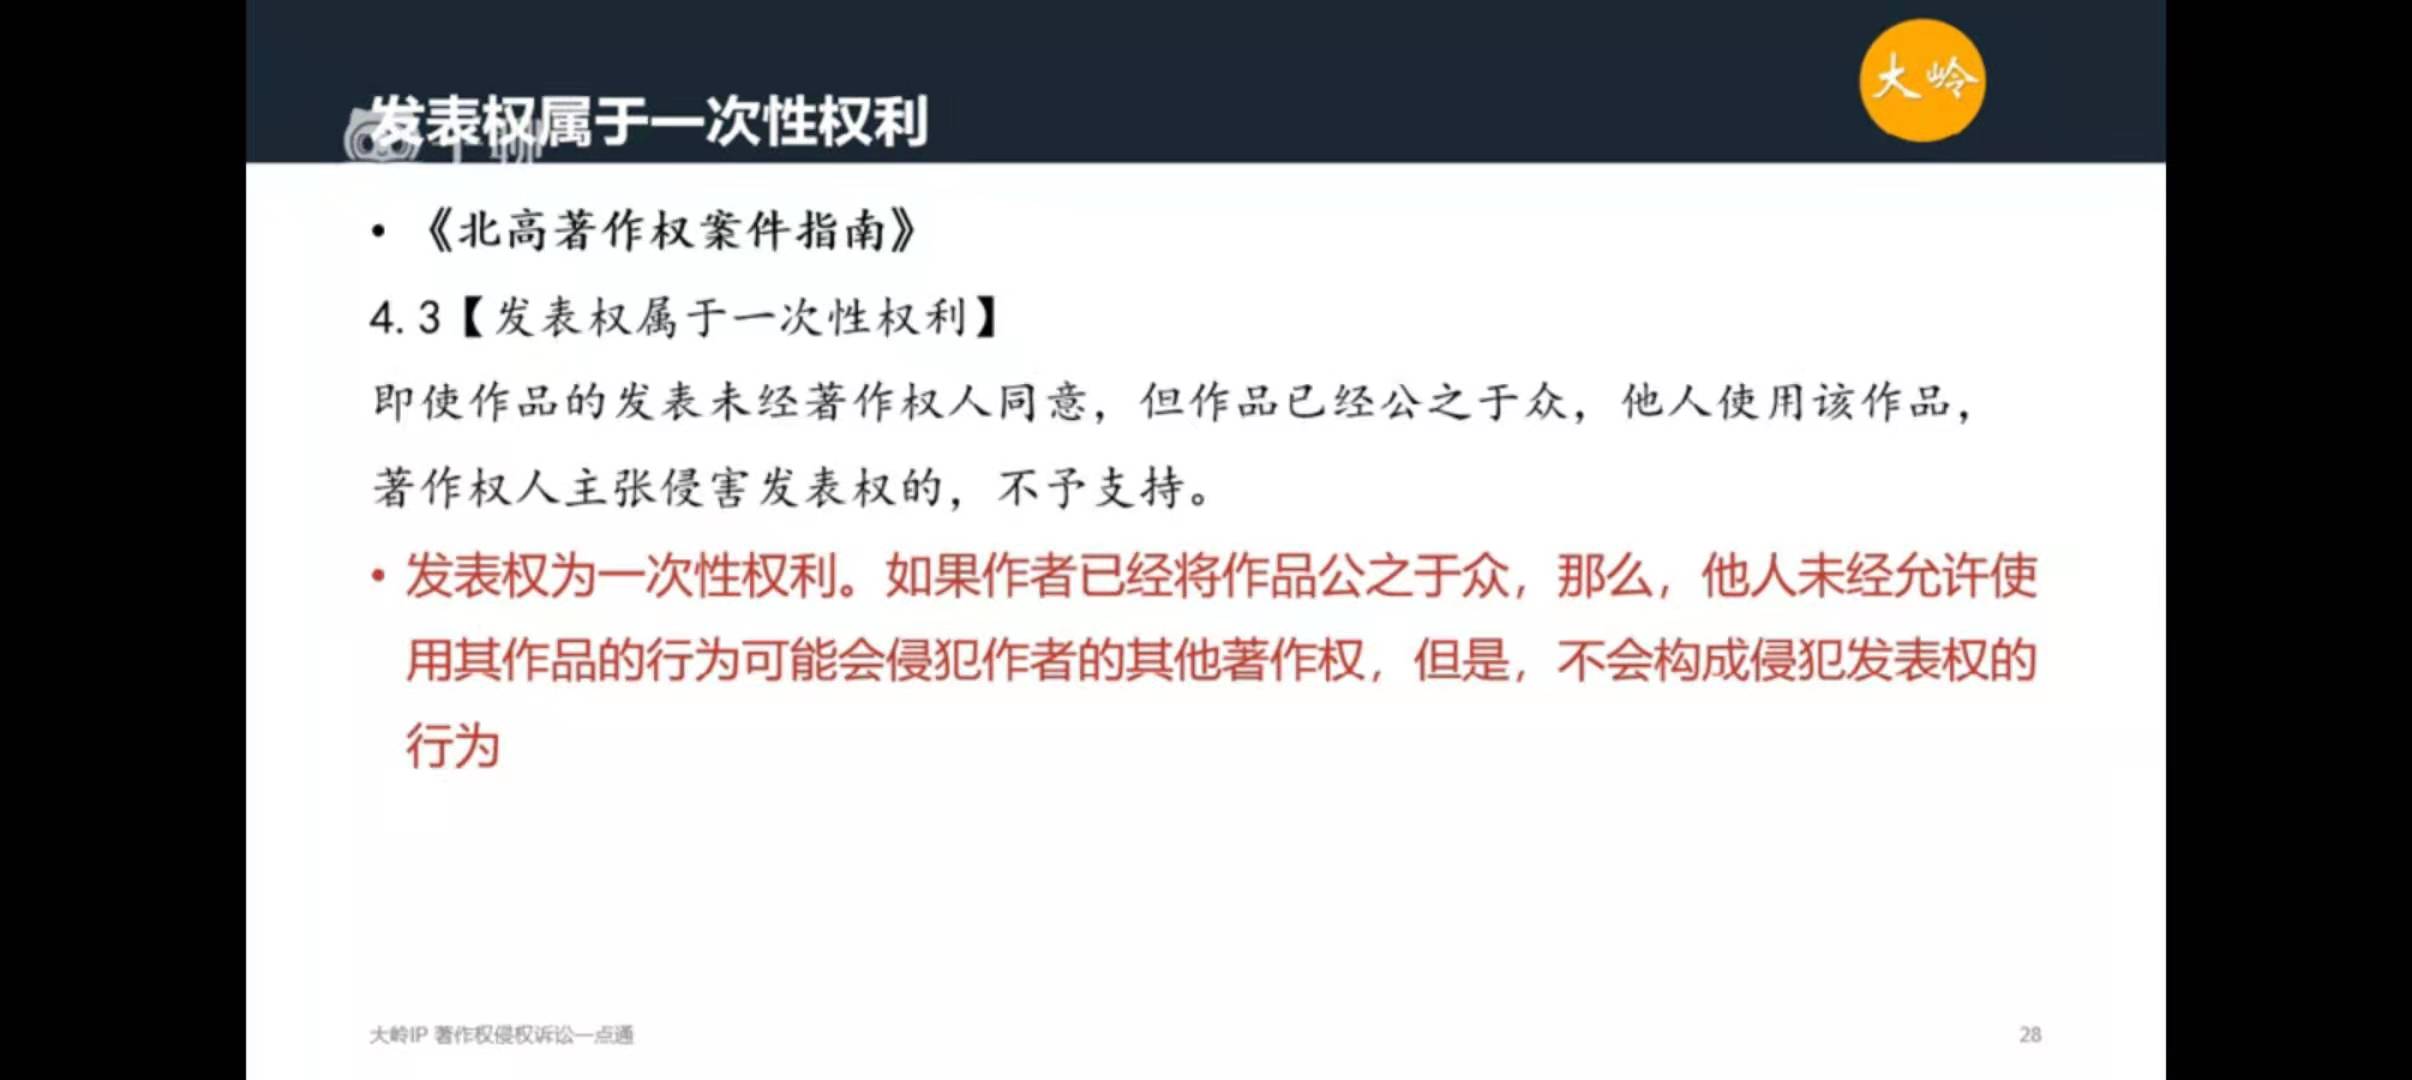 大岭
发表权属于一次性权利
• 《北高著作权案件指南》
4.3【发表权属于一次性权利】
即使作品的发表未经著作权人同意，但作品已经公之于众，他人使用该作品，
著作权人主张侵害发表权的，不予支持。
• 发表权为一次性权利。如果作者已经将作品公之于众，那么，他人未经允许使
用其作品的行为可能会侵犯作者的其他著作权，但是，不会构成侵犯发表权的
行为
大岭IP 著作权侵权诉讼一点通
28